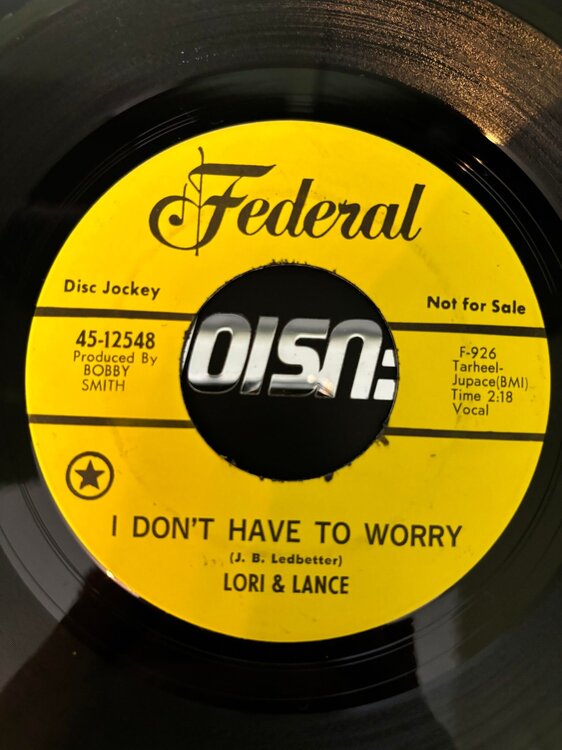 Federal
Disc Jockey
Not for Sale
45-12548
Produced By
BOBBY
SMITH
F-926
Tarheel-
Jupace(BMI)
Time 2:18
Vocal
I DON'T HAVE TO WORRY
(J. B. Ledbetter)
LORI & LANCE